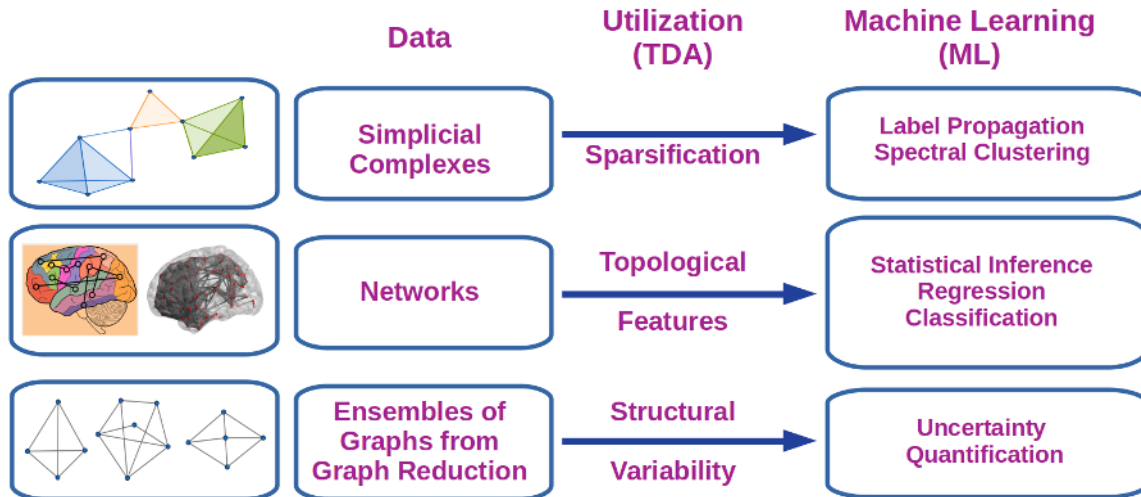 Data
Utilization
(TDA)
Machine Learning
(ML)
Simplicial
Complexes
Sparsification
Label Propagation
Spectral Clustering
Networks
Topological
Features
Statistical Inference
Regression
Classification
Ensembles of
Graphs from
Graph Reduction
Structural
Variability
Uncertainty
Quantification